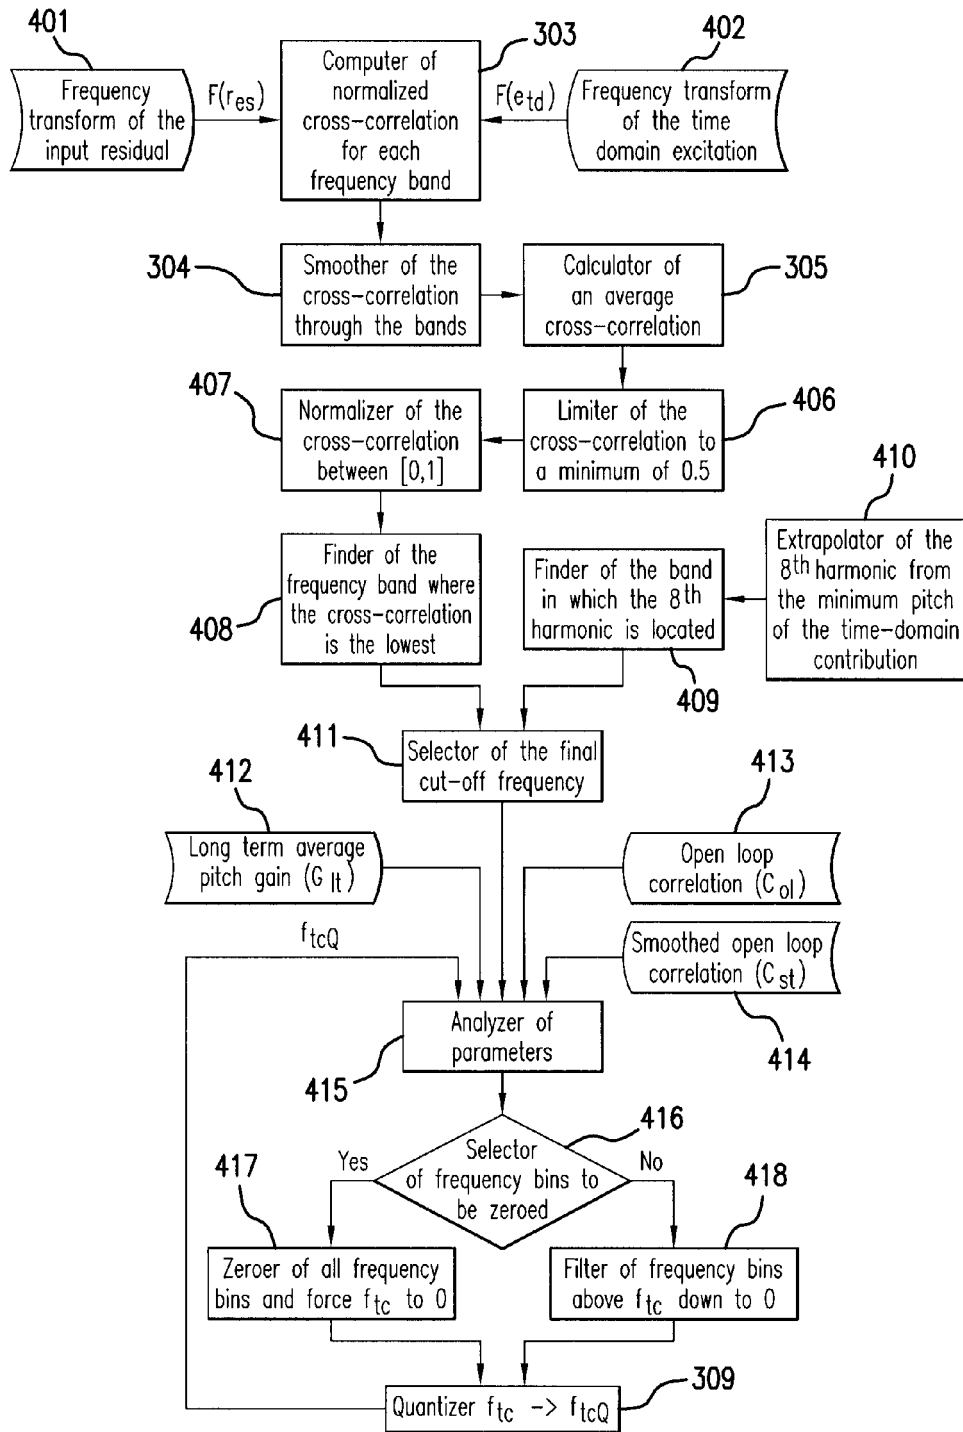 401
303
402
Frequency
transform of the
input residual
F(res)
Computer of
normalized
cross-correlation
for each
frequency band
F(etd)
Frequency transform
of the time
domain excitation
304
Smoother of the
cross-correlation
through the bands
Calculator of
an average
cross-correlation
305
407
Normalizer of the
cross-correlation
between [0,1]
Limiter of the
cross-correlation to
a minimum of 0.5
406
410
Finder of the
frequency band where
the cross-correlation
is the lowest
408
Finder of the band
in which the 8th
harmonic is located
409
Extrapolator of the
8th harmonic from
the minimum pitch
of the time-domain
contribution
411
Selector of the final
cut-off frequency
412
Long term average
pitch gain (Glt)
413
Open loop
correlation (Col)
ftcQ
Smoothed open loop
correlation (Cst)
414
Analyzer of
parameters
415
416
Selector
of frequency bins to
be zeroed
Yes
No
417
Zeroer of all frequency
bins and force ftc to 0
418
Filter of frequency bins
above ftc down to 0
Quantizer ftc -> ftcQ
309